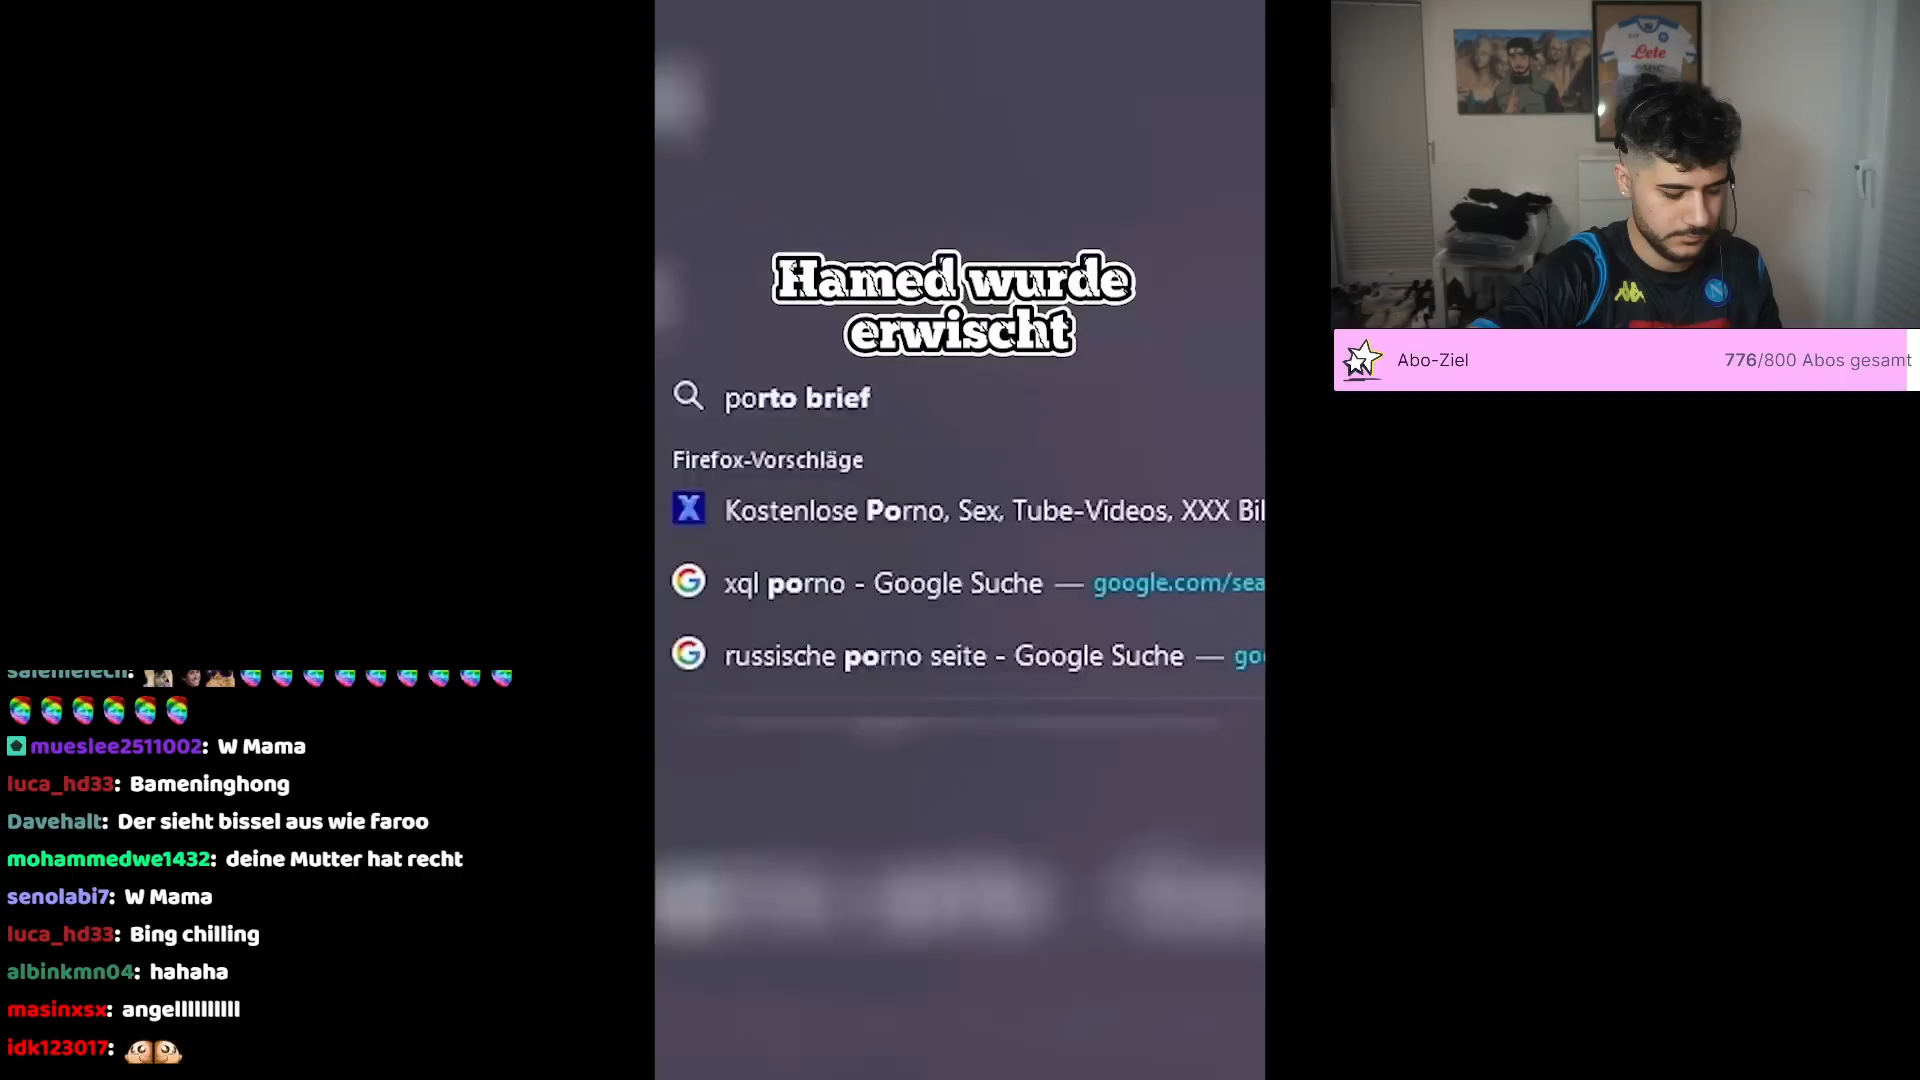 Hamed wurde
erwischt
porto brief
Firefox-Vorschläge
Kostenlose Porno, Sex, Tube-Videos, XXX Bil
xql porno - Google Suche — google.com/sea
russische porno seite - Google Suche — goo
mueslee2511002: W Mama
luca_hd33: Bameninghong
Davehalt: Der sieht bissel aus wie faroo
mohammedwe1432: deine Mutter hat recht
senolabi7: W Mama
luca_hd33: Bing chilling
albinkmn04: hahaha
masinxsx: angelllllllllll
idk123017:
Lete
Abo-Ziel
776/800 Abos gesamt